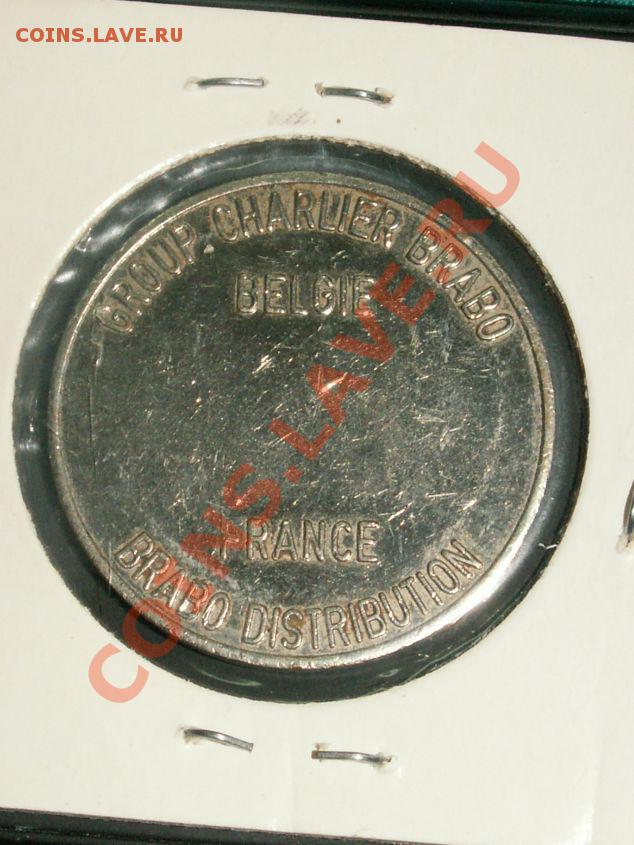 COINS.LAVE.RU
GROUP. CHARLIER BRABO
BELGIE
FRANCE
BRABO DISTRIBUTION
COINS.LAVE.RU